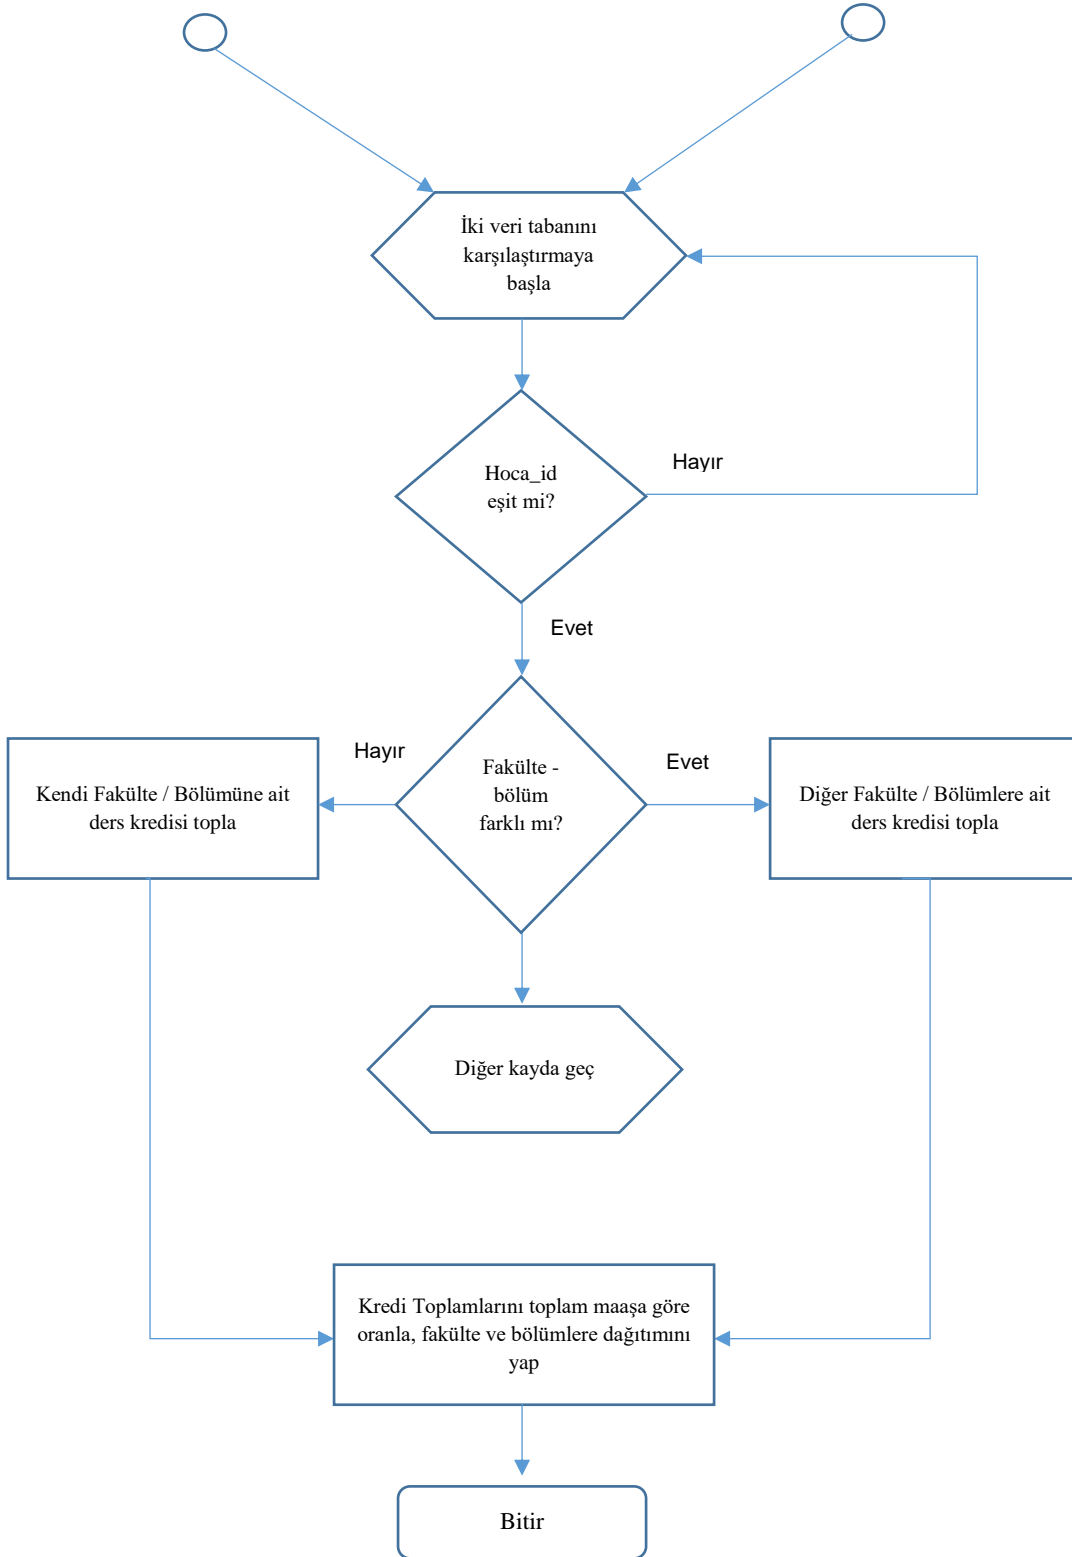 İki veri tabanını
karşılaştırmaya
başla
Hoca_id
eşit mi?
Hayır
Evet
Hayır
Fakülte -
bölüm
farklı mı?
Evet
Kendi Fakülte / Bölümüne ait
ders kredisi topla
Diğer Fakülte / Bölümlere ait
ders kredisi topla
Diğer kayda geç
Kredi Toplamlarını toplam maaşa göre
oranla, fakülte ve bölümlere dağıtımını
yap
Bitir